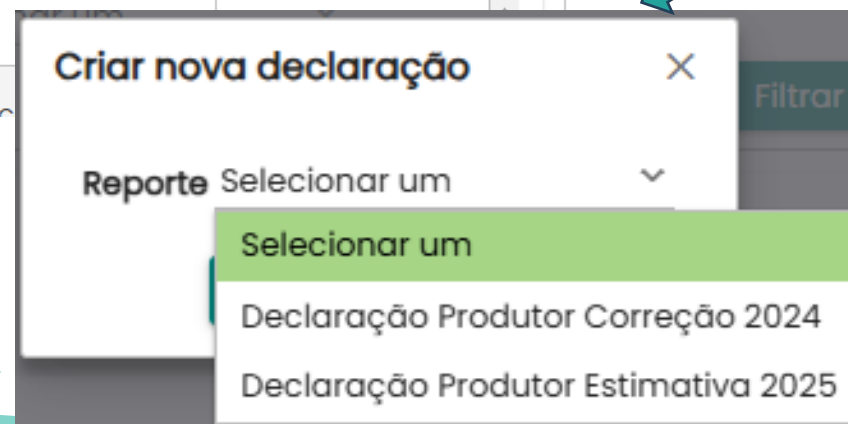 Criar nova declaração
Filtrar
Reporte Selecionar um
Selecionar um
Declaração Produtor Correção 2024
Declaração Produtor Estimativa 2025